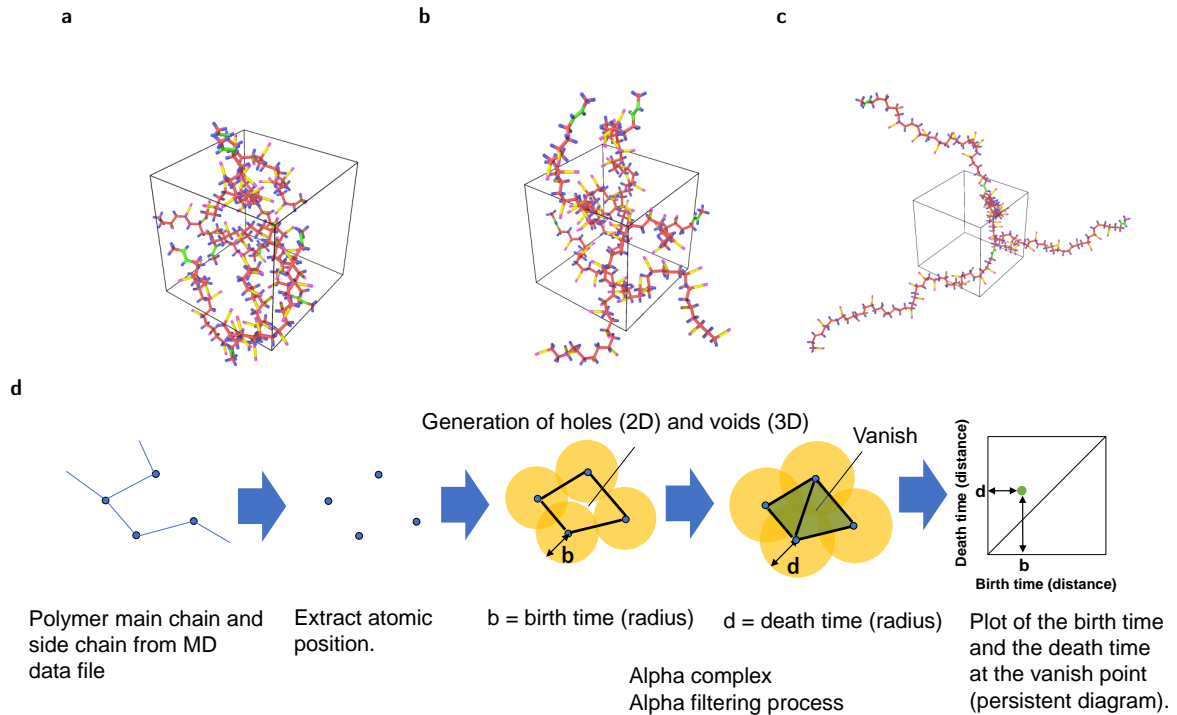 a
b
c
d
Generation of holes (2D) and voids (3D)
Vanish
b
d
Death time (distance)
d
b
Birth time (distance)
Polymer main chain and
side chain from MD
data file
Extract atomic
position.
b = birth time (radius)
d = death time (radius)
Alpha complex
Alpha filtering process
Plot of the birth time
and the death time
at the vanish point
(persistent diagram).